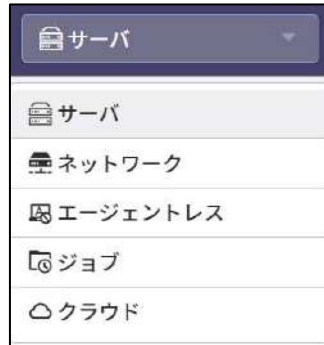 サーバ
サーバ
ネットワーク
エージェントレス
ジョブ
クラウド